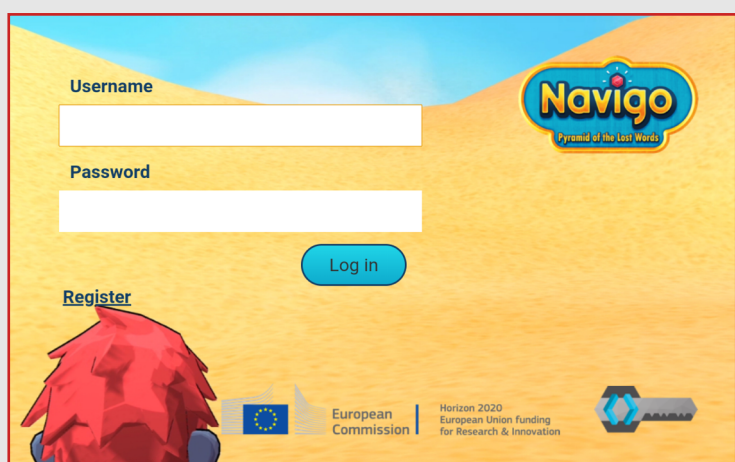 Username
Navigo
Pyramid of the Lost Words
Password
Log in
Register
European
Commission
Horizon 2020
European Union funding
for Research & Innovation